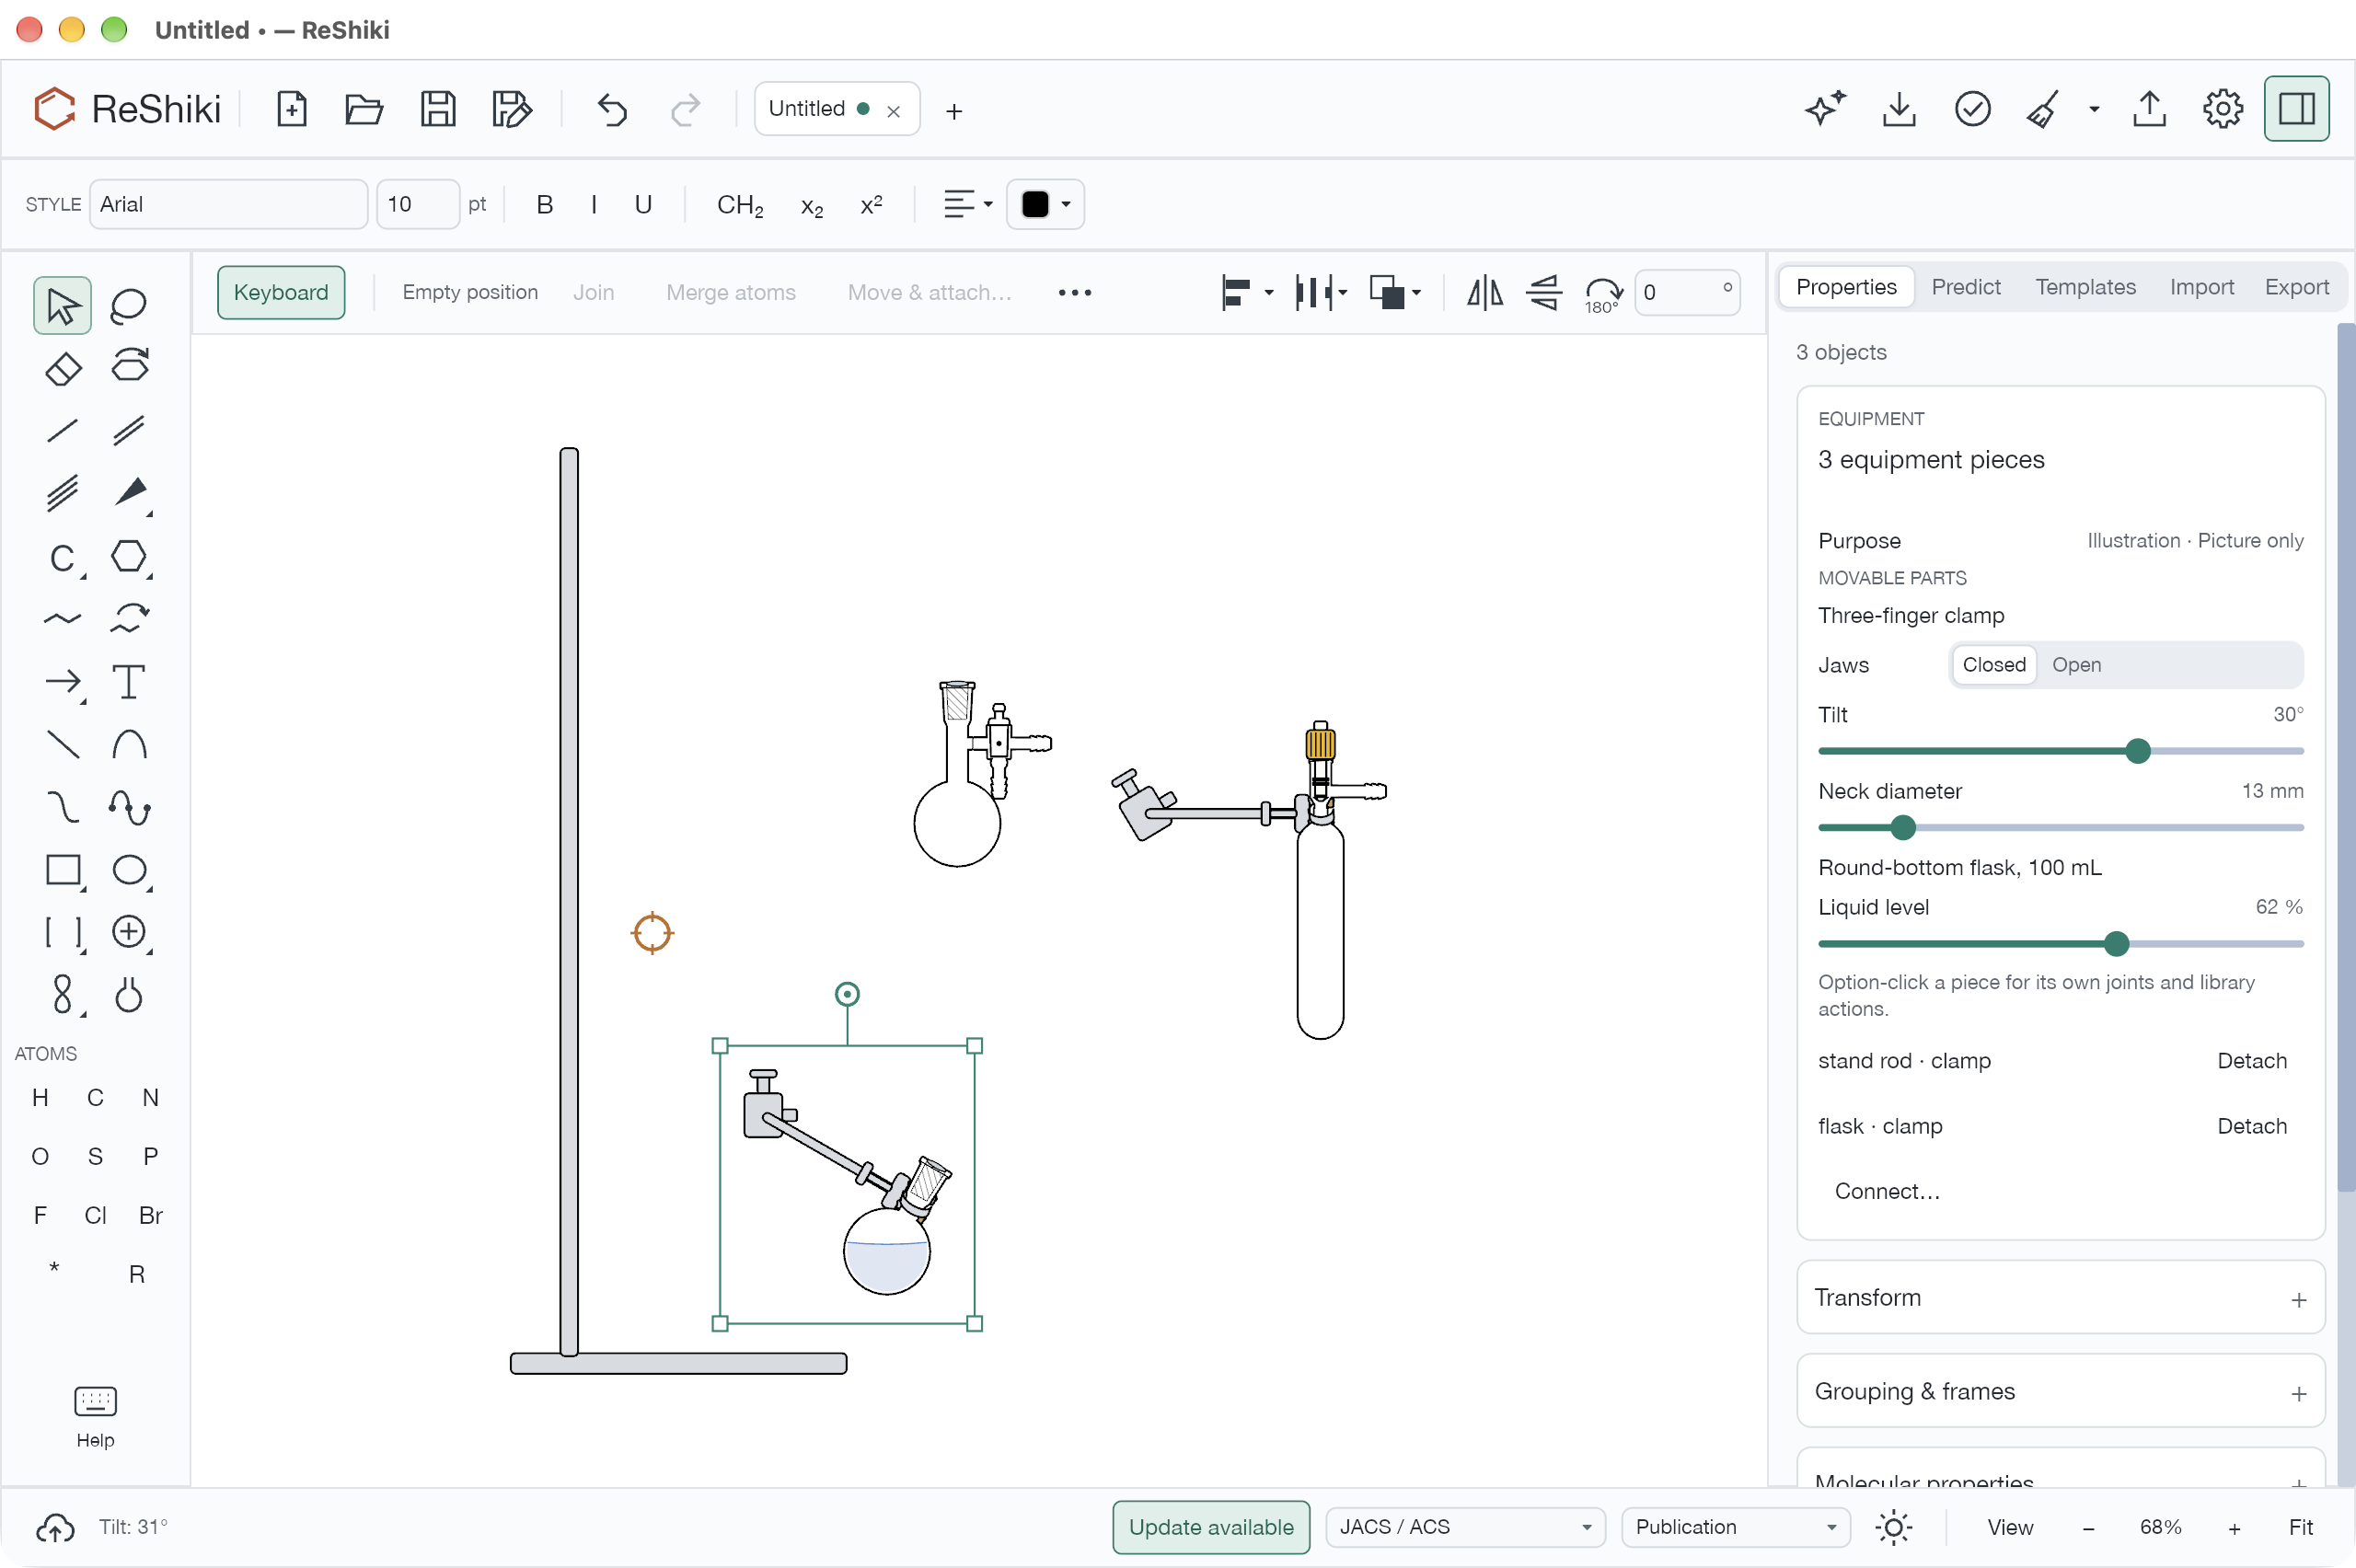 Untitled • — ReShiki
ReShiki
Untitled
STYLE Arial 10 pt B I U CH₂ x₂ x²
Keyboard Empty position Join Merge atoms Move & attach... 180° 0 °
Properties Predict Templates Import Export
3 objects
EQUIPMENT
3 equipment pieces
Purpose Illustration · Picture only
MOVABLE PARTS
Three-finger clamp
Jaws Closed Open
Tilt 30°
Neck diameter 13 mm
Round-bottom flask, 100 mL
Liquid level 62 %
Option-click a piece for its own joints and library
actions.
stand rod · clamp Detach
flask · clamp Detach
Connect...
Transform
Grouping & frames
Molecular properties
C
T
ATOMS
H C N
O S P
F Cl Br
* R
Help
Tilt: 31°
Update available JACS / ACS Publication View – 68% + Fit